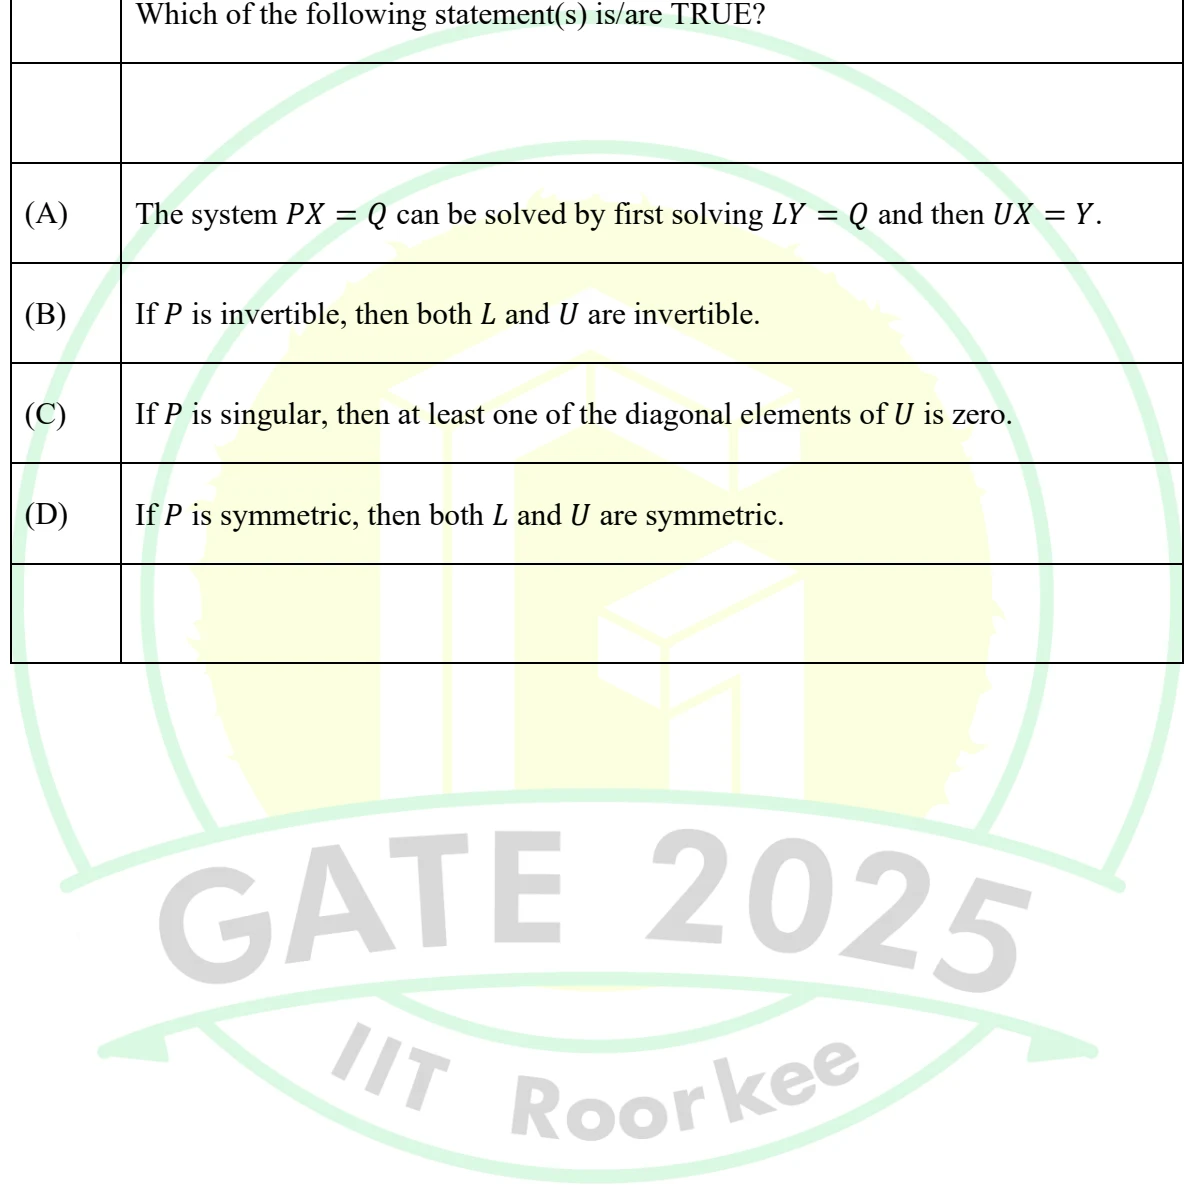 Which of the following statement(s) is/are TRUE?
(A) The system PX = Q can be solved by first solving LY = Q and then UX = Y.
(B) If P is invertible, then both L and U are invertible.
(C) If P is singular, then at least one of the diagonal elements of U is zero.
(D) If P is symmetric, then both L and U are symmetric.
GATE 2025
IIT Roorkee